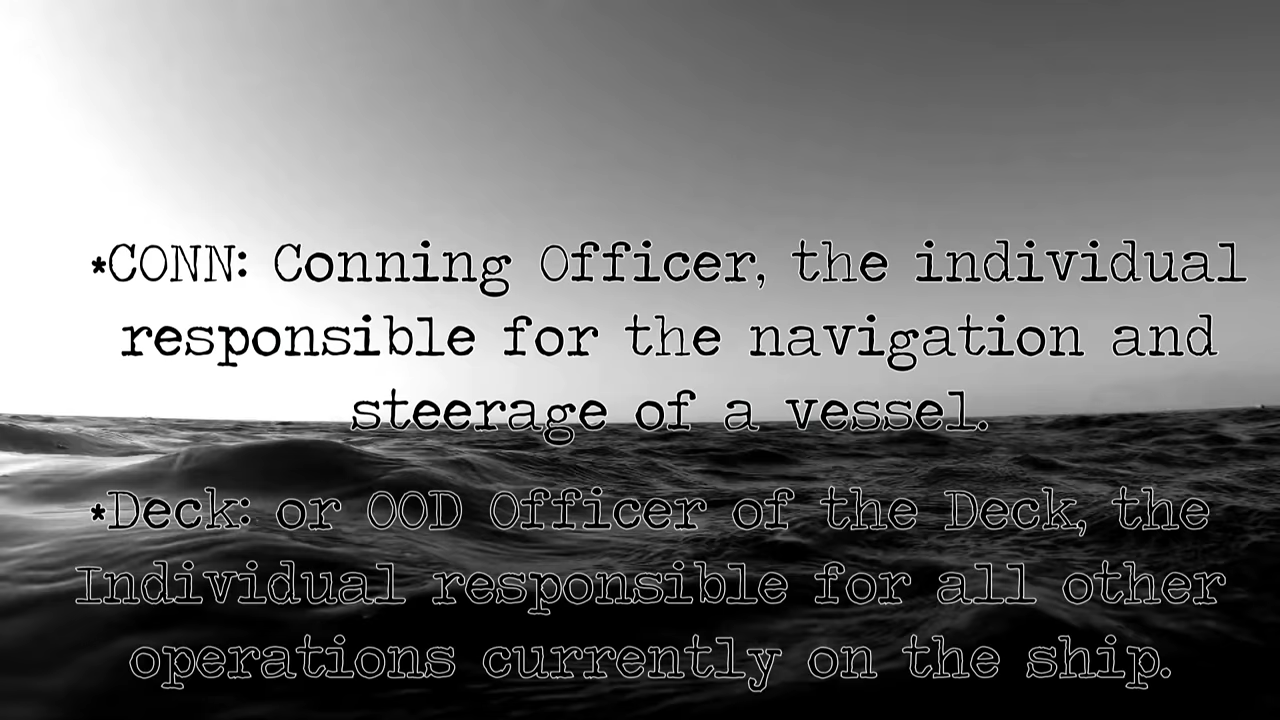 *CONN: Conning Officer, the individual
responsible for the navigation and
steerage of a vessel.
*Deck: or OOD Officer of the Deck, the
Individual responsible for all other
operations currently on the ship.